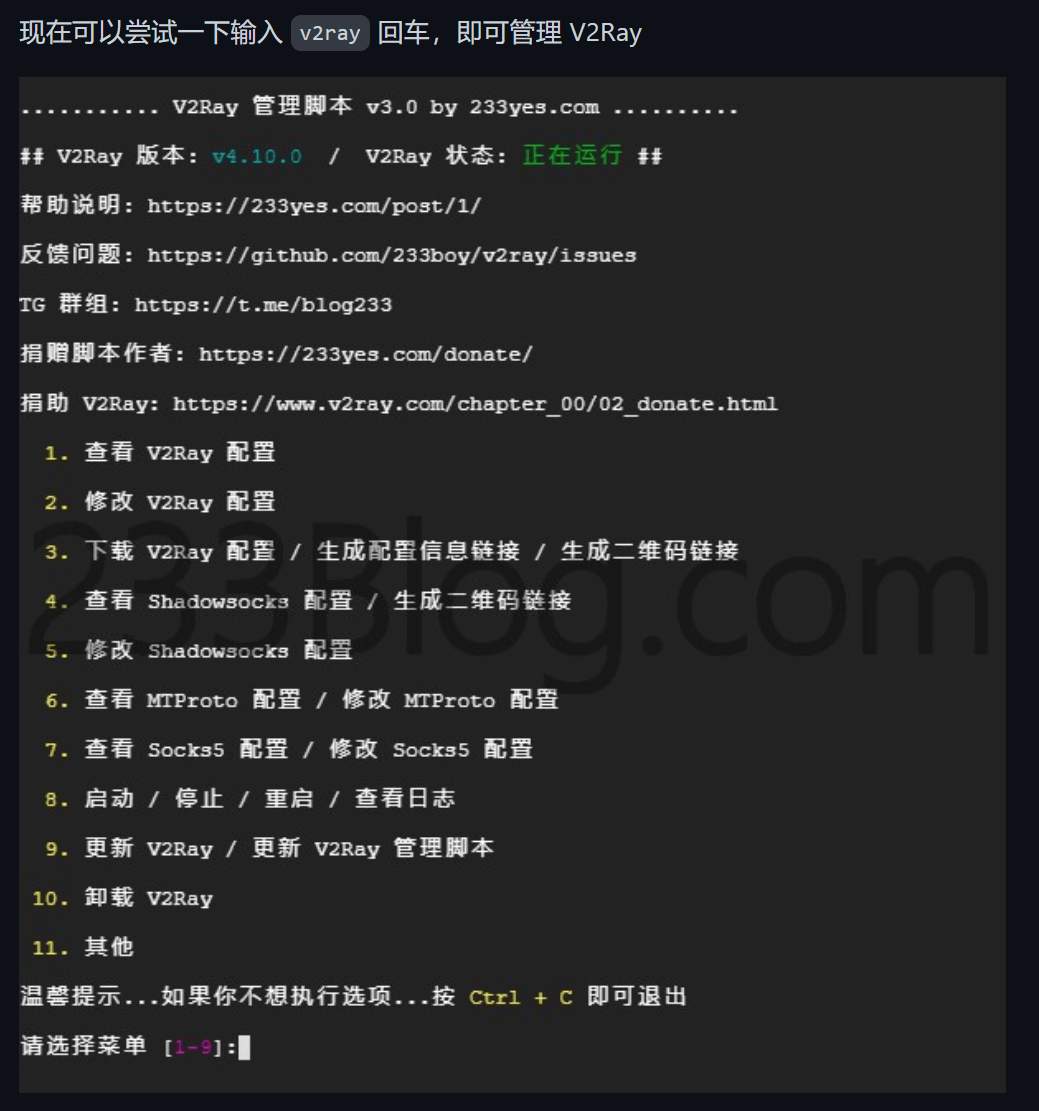 现在可以尝试一下输入 v2ray 回车，即可管理 V2Ray
........... V2Ray 管理脚本 v3.0 by 233yes.com ..........
## V2Ray 版本: v4.10.0  /  V2Ray 状态: 正在运行 ##
帮助说明: https://233yes.com/post/1/
反馈问题: https://github.com/233boy/v2ray/issues
TG 群组: https://t.me/blog233
捐赠脚本作者: https://233yes.com/donate/
捐助 V2Ray: https://www.v2ray.com/chapter_00/02_donate.html
1. 查看 V2Ray 配置
2. 修改 V2Ray 配置
3. 下载 V2Ray 配置 / 生成配置信息链接 / 生成二维码链接
4. 查看 Shadowsocks 配置 / 生成二维码链接
5. 修改 Shadowsocks 配置
6. 查看 MTProto 配置 / 修改 MTProto 配置
7. 查看 Socks5 配置 / 修改 Socks5 配置
8. 启动 / 停止 / 重启 / 查看日志
9. 更新 V2Ray / 更新 V2Ray 管理脚本
10. 卸载 V2Ray
11. 其他
温馨提示...如果你不想执行选项...按 Ctrl + C 即可退出
请选择菜单 [1-9]:
233Blog.com